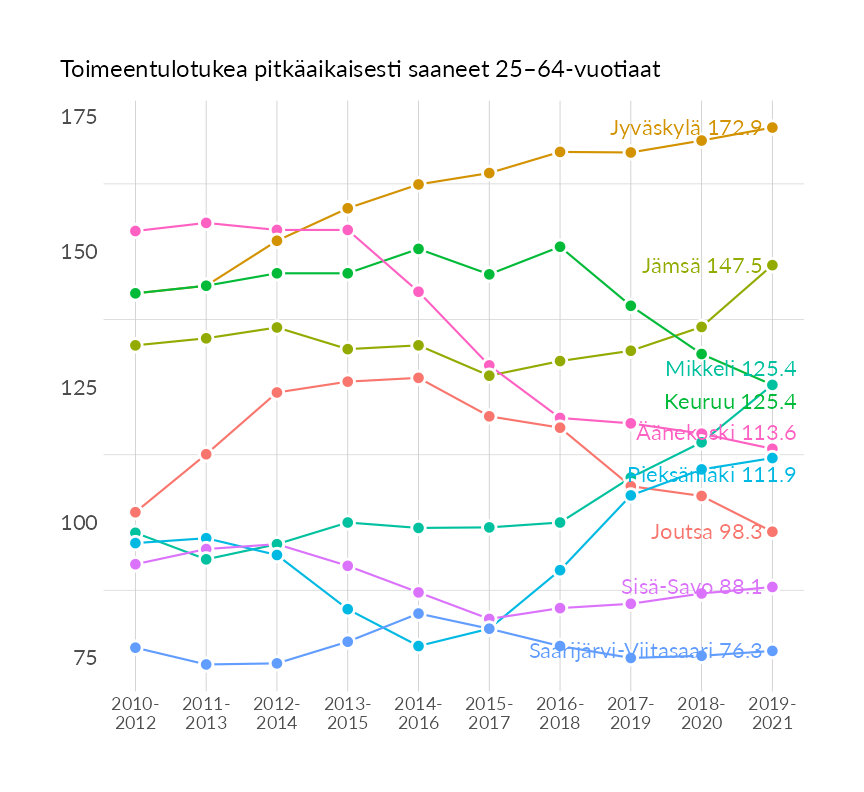 Toimeentulotukea pitkäaikaisesti saaneet 25–64-vuotiaat
175
Jyväskylä 172.9
150
Jämsä 147.5
Mikkeli 125.4
125
Keuruu 125.4
Äänekoski 113.6
Pieksämäki 111.9
100
Joutsa 98.3
Sisä-Savo 88.1
Saarijärvi-Viitasaari 76.3
75
2010- 2011- 2012- 2013- 2014- 2015- 2016- 2017- 2018- 2019-
2012 2013 2014 2015 2016 2017 2018 2019 2020 2021